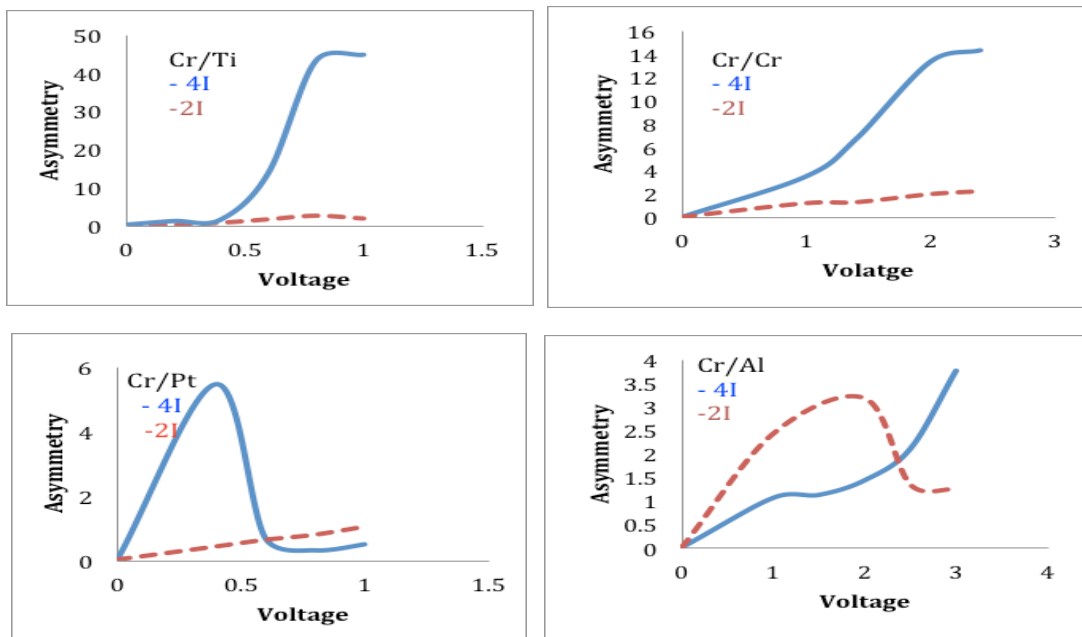 50
40
30
20
10
0
Asymmetry
Cr/Ti
- 4I
-2I
0
0.5
1
1.5
Voltage
16
14
12
10
8
6
4
2
0
Asymmetry
Cr/Cr
- 4I
-2I
0
1
2
3
Volatge
6
4
2
0
Asymmetry
Cr/Pt
- 4I
-2I
0
0.5
1
1.5
Voltage
4
3.5
3
2.5
2
1.5
1
0.5
0
Asymmetry
Cr/Al
- 4I
-2I
0
1
2
3
4
Voltage